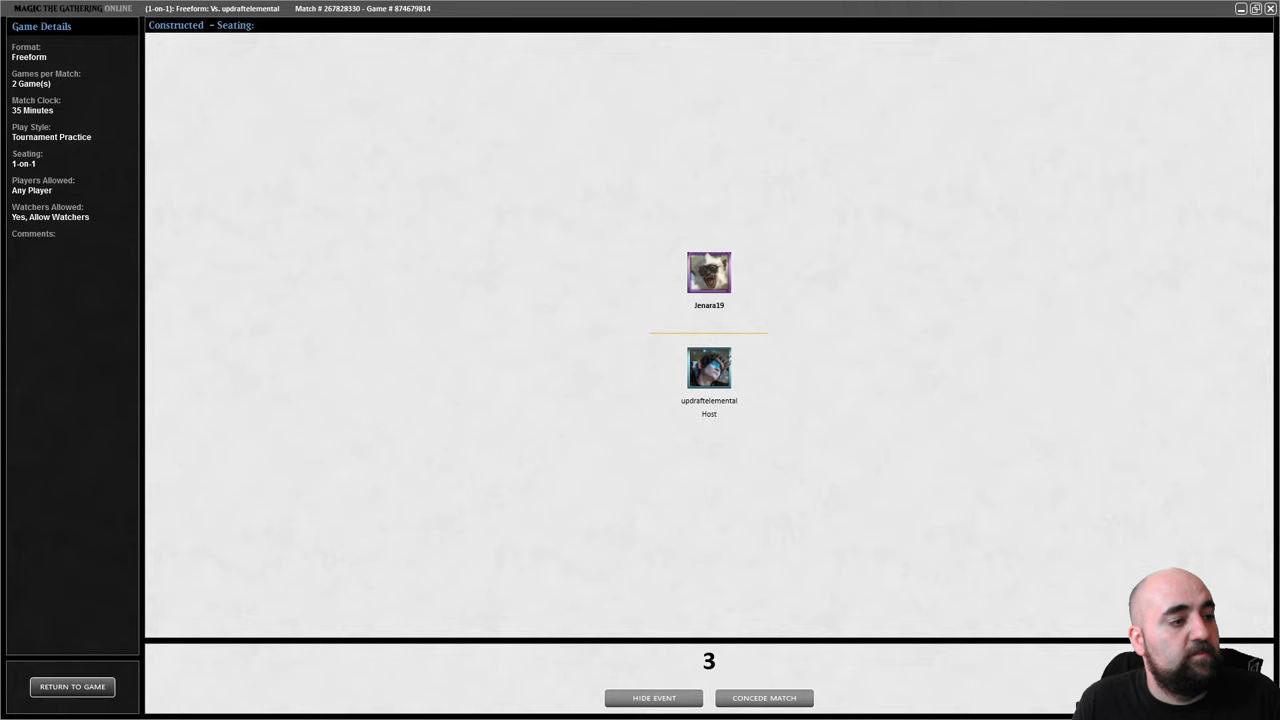 MAGIC THE GATHERING ONLINE (1-on-1): Freeform: Vs. updraftelemental Match # 267828330 - Game # 874679814
Game Details
Format:
Freeform
Games per Match:
2 Game(s)
Match Clock:
35 Minutes
Play Style:
Tournament Practice
Seating:
1-on-1
Players Allowed:
Any Player
Watchers Allowed:
Yes, Allow Watchers
Comments:
RETURN TO GAME
Constructed - Seating:
Jenara19
updraftelemental
Host
3
HIDE EVENT CONCEDE MATCH